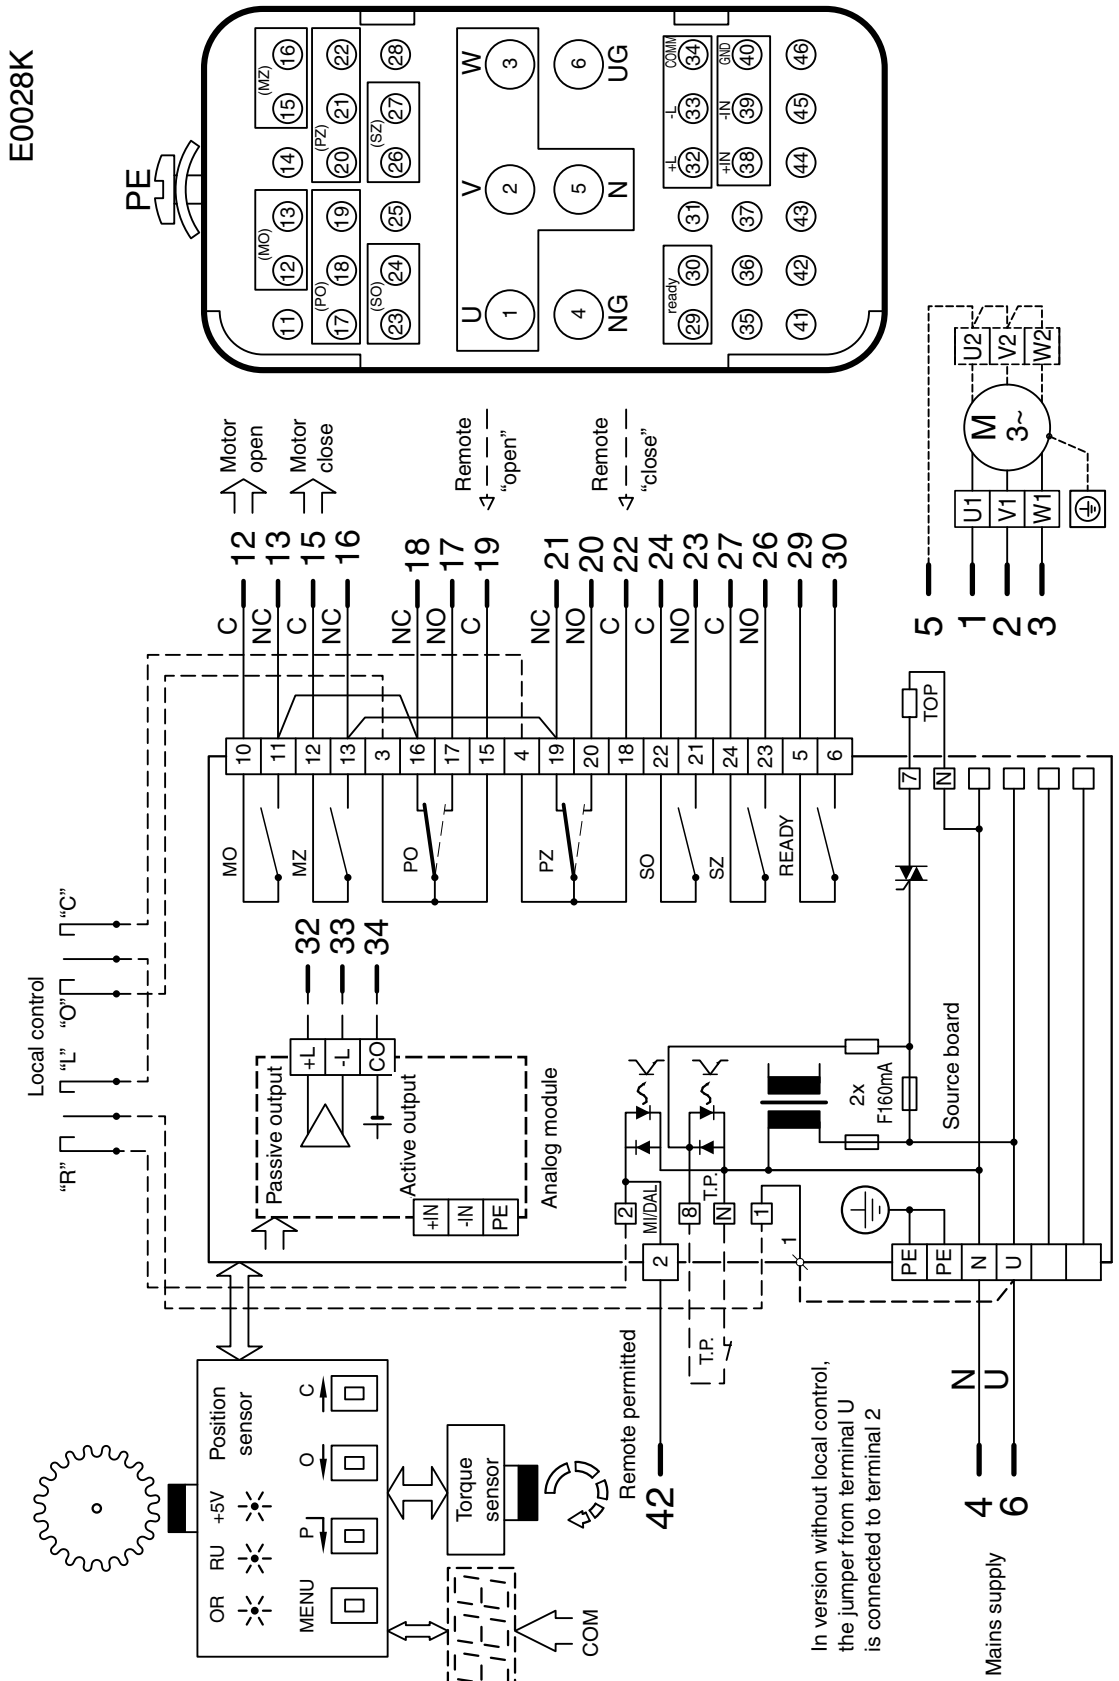 E0028K
PE
(MO)
(MZ)
11 12 13 14 15 16
(PO)
(PZ)
17 18 19 20 21 22
(SO)
(SZ)
23 24 25 26 27 28
U V W
1 2 3
4 5 6
NG N UG
ready
+L -L COMM
29 30 31 32 33 34
+IN -IN GND
35 36 37 38 39 40
41 42 43 44 45 46
Local control
"R" "L" "O" "C"
Motor
open
Motor
close
Remote
"open"
Remote
"close"
12
13
15
16
18
17
19
21
20
22
24
23
27
26
29
30
C
NC
C
NC
NC
NO
C
NC
NO
C
C
NO
C
NO
10
11
12
13
3
16
17
15
4
19
20
18
22
21
24
23
5
6
MO
MZ
PO
PZ
SO
SZ
READY
32
33
34
+L
-L
CO
Passive output
Active output
Analog module
+IN
-IN
PE
Position
sensor
OR RU +5V
MENU P O C
Torque
sensor
COM
Remote permitted
42
2
2
MI/DAL
8
T.P.
N
1
1
T.P.
2x
F160mA
Source board
7
N
TOP
PE
PE
N
U
N
U
4
6
Mains supply
In version without local control,
the jumper from terminal U
is connected to terminal 2
5
1
2
3
U1
V1
W1
M
3~
U2
V2
W2